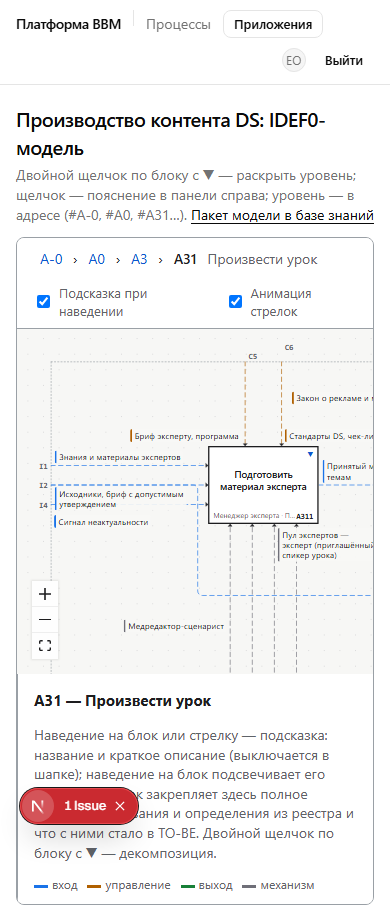 Платформа BBM
Процессы
Приложения
EO
Выйти
Производство контента DS: IDEF0-
модель
Двойной щелчок по блоку с ▼ — раскрыть уровень;
щелчок — пояснение в панели справа; уровень — в
адресе (#A-0, #A0, #A31...). Пакет модели в базе знаний
A-0 › A0 › A3 › A31 Произвести урок
Подсказка при
наведении
Анимация
стрелок
C6
C5
Закон о рекламе и
Бриф эксперту, программа
Стандарты DS,
Знания и материалы экспертов
I1
I2
Исходники, бриф с допустимым
утверждением
I4
Сигнал неактуальности
▼
Подготовить
материал эксперта
Менеджер эксперта · П... A311
Принятый
темам
Пул экспертов —
эксперт (приглашённый
спикер урока)
Медредактор-сценарист
+
−
A31 — Произвести урок
Наведение на блок или стрелку — подсказка:
название и краткое описание (выключается в
шапке); наведение на блок подсвечивает его
закрепляет здесь полное
и определения из реестра и
что с ними стало в TO-BE. Двойной щелчок по
блоку с ▼ — декомпозиция.
N 1 Issue ×
вход
управление
выход
механизм